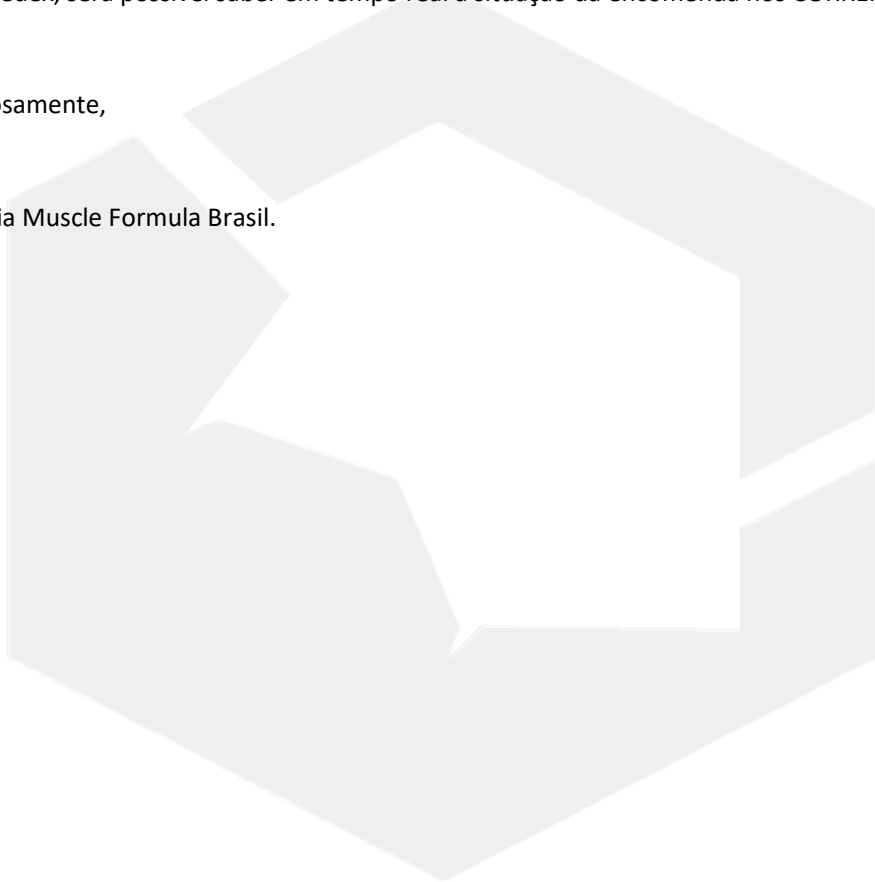 será possível saber em tempo real a situação da encomenda nos
osamente,
ia Muscle Formula Brasil.